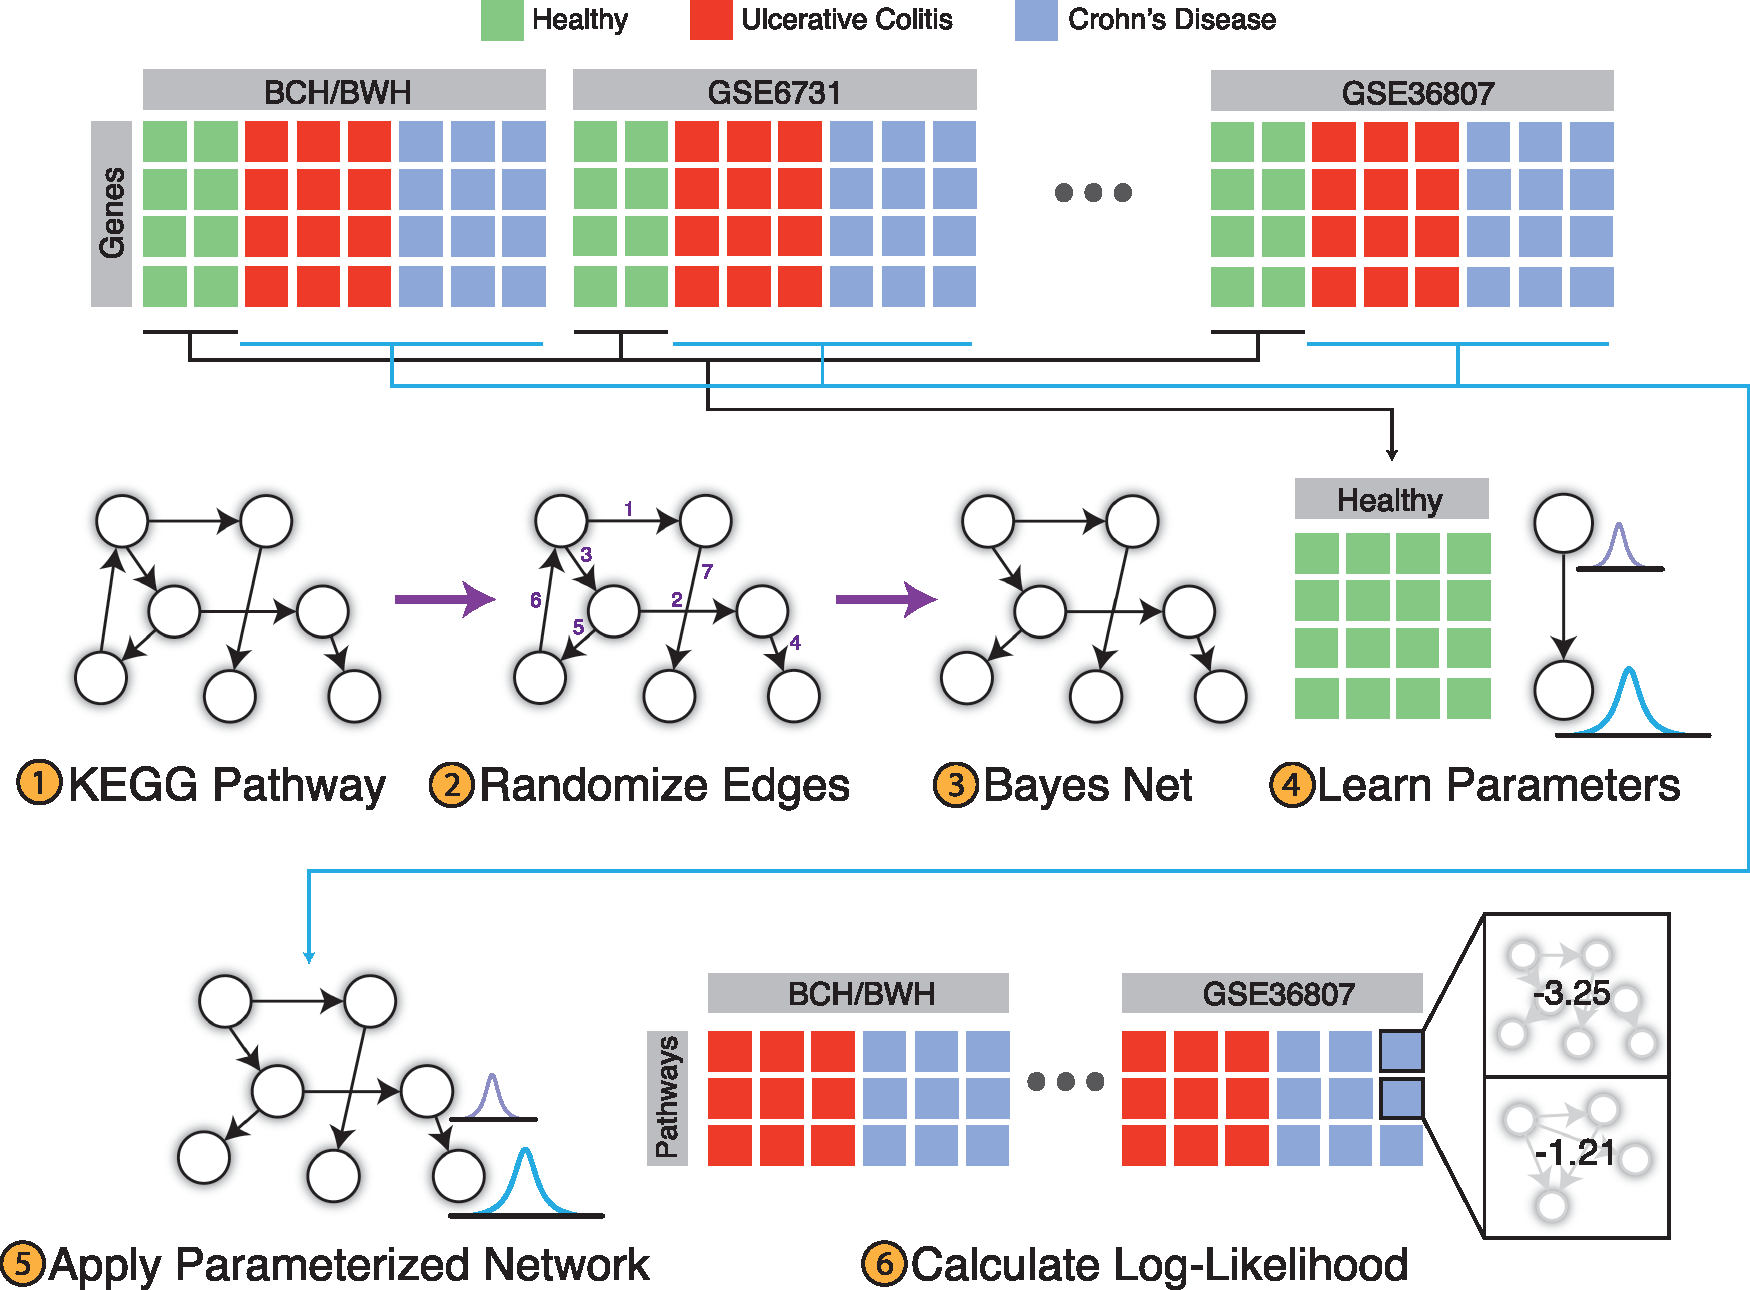 Healthy
Ulcerative Colitis
Crohn's Disease
BCH/BWH
GSE6731
GSE36807
Genes
Healthy
1
3
7
6
2
5
4
1 KEGG Pathway
2 Randomize Edges
3 Bayes Net
4 Learn Parameters
BCH/BWH
GSE36807
Pathways
-3.25
-1.21
5 Apply Parameterized Network
6 Calculate Log-Likelihood